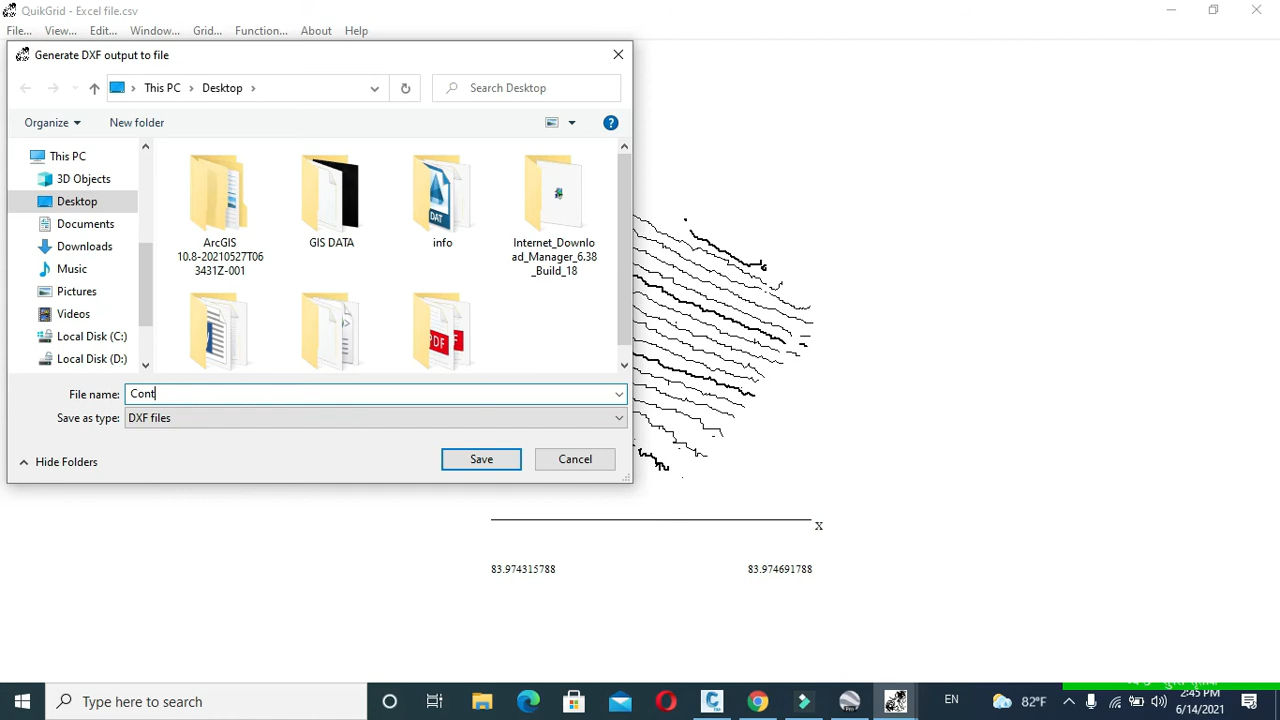 QuikGrid - Excel file.csv
File... View... Edit... Window... Grid... Function... About Help
Generate DXF output to file
This PC > Desktop >
Search Desktop
Organize New folder
This PC
3D Objects
Desktop
Documents
Downloads
Music
Pictures
Videos
Local Disk (C:)
Local Disk (D:)
ArcGIS
10.8-20210527T06
3431Z-001
GIS DATA
DAT
info
Internet_Downlo
ad_Manager_6.38
_Build_18
PDF
File name: Cont
Save as type: DXF files
Hide Folders
Save Cancel
x
83.974315788 83.974691788
Type here to search
EN
82°F
2:45 PM
6/14/2021